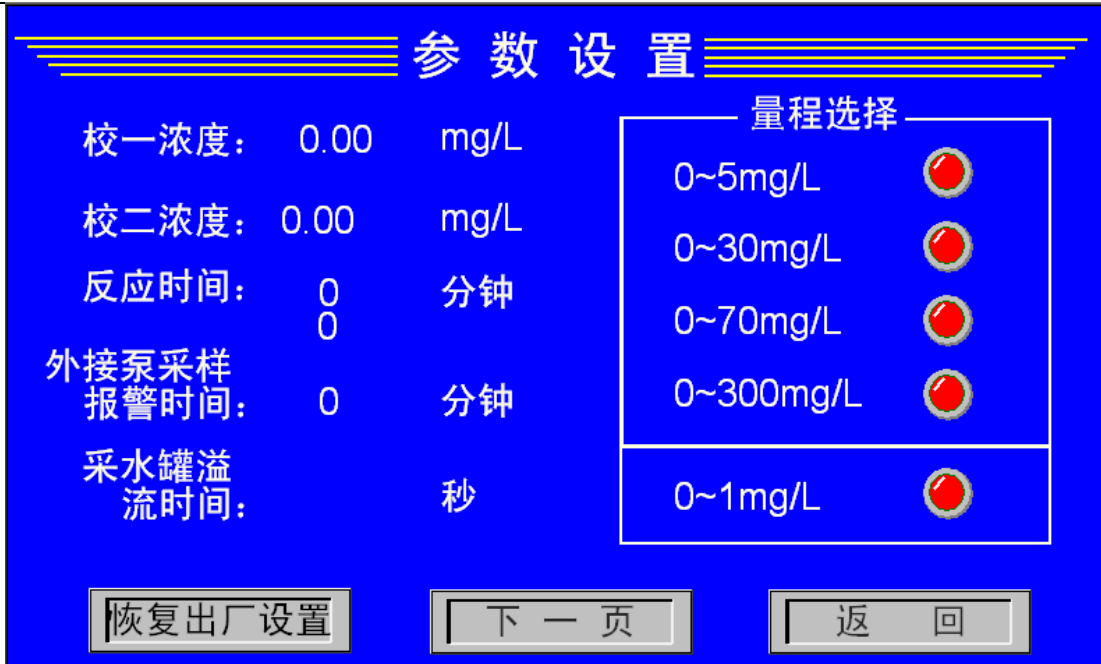 参 数 设 置
校一浓度： 0.00 mg/L
校二浓度： 0.00 mg/L
反应时间： 0 分钟
0
外接泵采样
报警时间： 0 分钟
采水罐溢
流时间： 秒
量程选择
0~5mg/L
0~30mg/L
0~70mg/L
0~300mg/L
0~1mg/L
恢复出厂设置
下 一 页
返 回